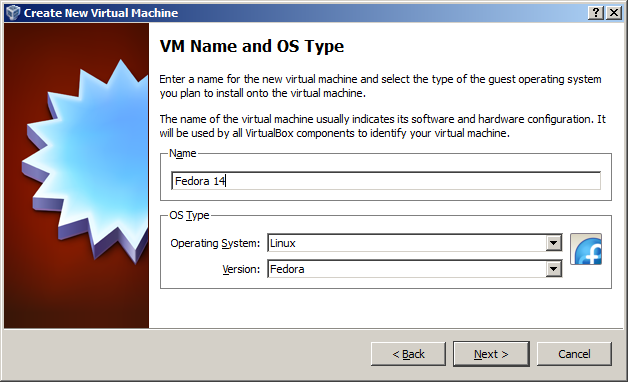 Create New Virtual Machine
VM Name and OS Type
Enter a name for the new virtual machine and select the type of the guest operating system
you plan to install onto the virtual machine.
The name of the virtual machine usually indicates its software and hardware configuration. It
will be used by all VirtualBox components to identify your virtual machine.
Name
Fedora 14
OS Type
Operating System: Linux
Version: Fedora
< Back Next > Cancel